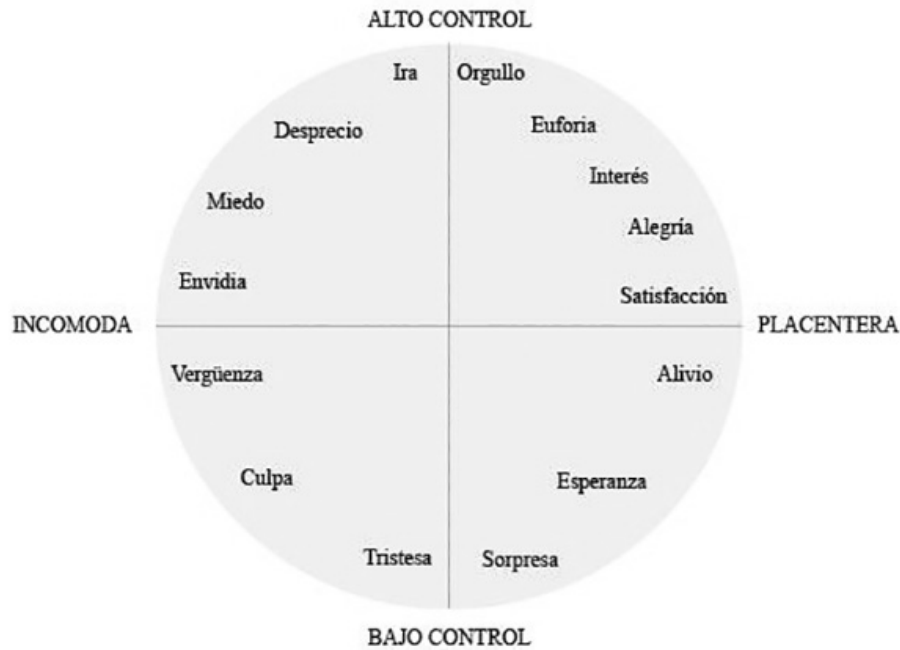 ALTO CONTROL
Ira
Orgullo
Desprecio
Euforia
Interés
Miedo
Alegría
Envidia
Satisfacción
INCOMODA
PLACENTERA
Vergüenza
Alivio
Culpa
Esperanza
Tristesa
Sorpresa
BAJO CONTROL